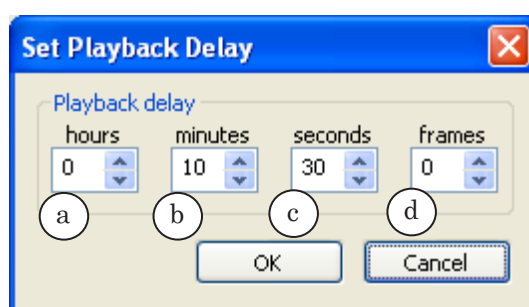 Set Playback Delay
Playback delay
hours minutes seconds frames
0 10 30 0
a b c d
OK Cancel